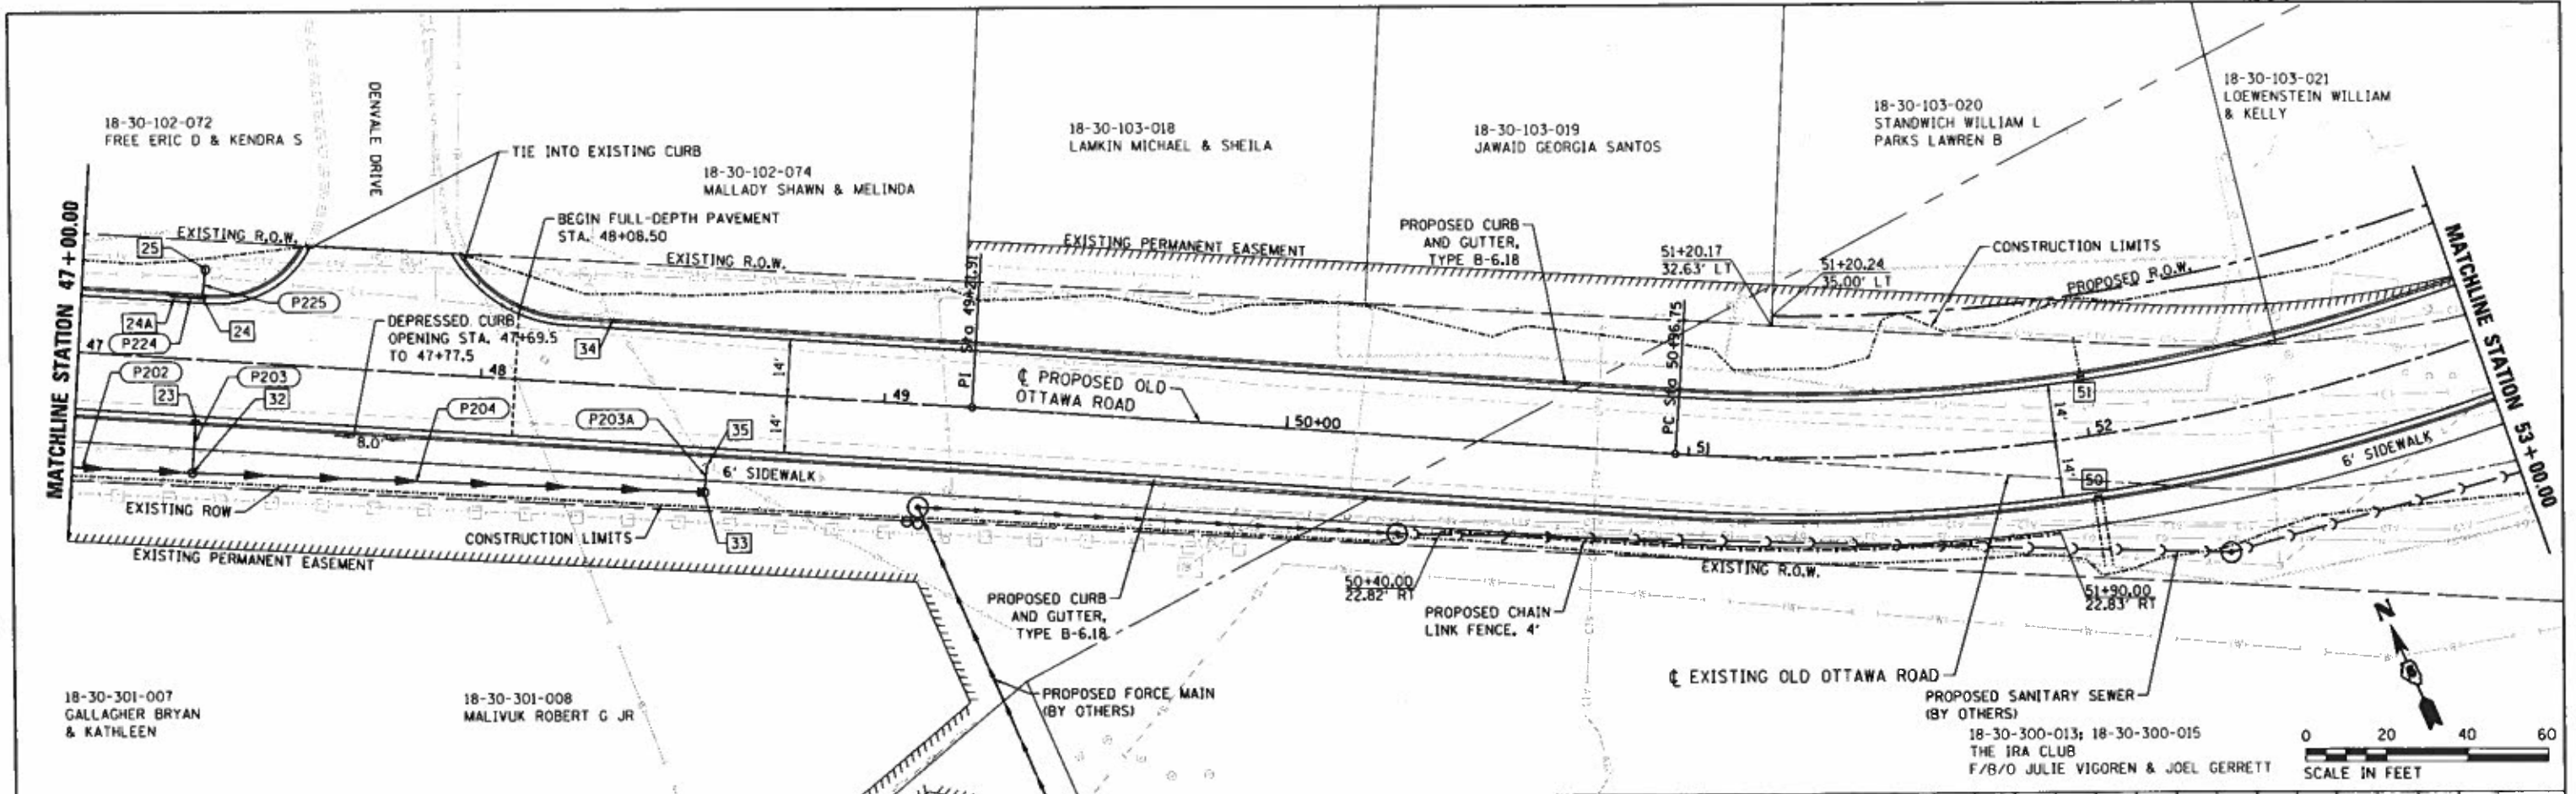 18-30-102-072
FREE ERIC D & KENDRA S
DENVALE DRIVE
TIE INTO EXISTING CURB
18-30-102-074
MALLADY SHAWN & MELINDA
BEGIN FULL-DEPTH PAVEMENT
STA. 48+08.50
18-30-103-018
LAMKIN MICHAEL & SHEILA
18-30-103-019
JAWAID GEORGIA SANTOS
18-30-103-020
STANDWICH WILLIAM L
PARKS LAWREN B
18-30-103-021
LOEWENSTEIN WILLIAM
& KELLY
MATCHLINE STATION 47+00.00
EXISTING R.O.W.
25
P225
24A
24
P224
47
P202
P203
23
32
DEPRESSED CURB
OPENING STA. 47+69.5
TO 47+77.5
48
34
EXISTING R.O.W.
14'
14'
P204
P203A
35
8.0'
6' SIDEWALK
EXISTING ROW
CONSTRUCTION LIMITS
33
EXISTING PERMANENT EASEMENT
49
PI Sta 49+21.91
EXISTING PERMANENT EASEMENT
℄ PROPOSED OLD
OTTAWA ROAD
50+00
PROPOSED CURB
AND GUTTER,
TYPE B-6.18
51+20.17
32.63' LT
51+20.24
35.00' LT
CONSTRUCTION LIMITS
PROPOSED R.O.W.
PC Sta 50+96.75
51
51
14'
14'
52
50
6' SIDEWALK
MATCHLINE STATION 53+00.00
PROPOSED CURB
AND GUTTER,
TYPE B-6.18
50+40.00
22.82' RT
PROPOSED CHAIN
LINK FENCE, 4'
EXISTING R.O.W.
51+90.00
22.83' RT
℄ EXISTING OLD OTTAWA ROAD
PROPOSED SANITARY SEWER
(BY OTHERS)
PROPOSED FORCE MAIN
(BY OTHERS)
18-30-301-007
GALLAGHER BRYAN
& KATHLEEN
18-30-301-008
MALIVUK ROBERT G JR
18-30-300-013; 18-30-300-015
THE IRA CLUB
F/B/O JULIE VIGOREN & JOEL GERRETT
N
0 20 40 60
SCALE IN FEET